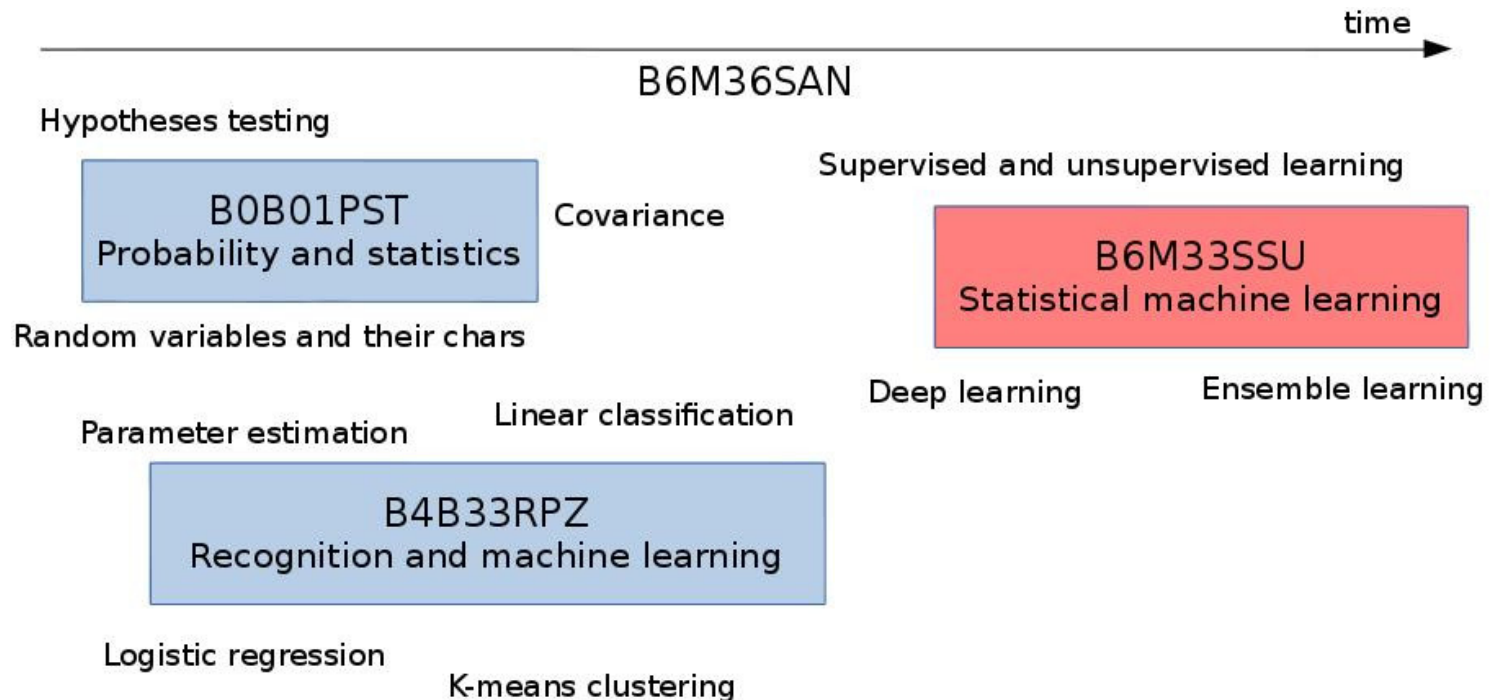 time
B6M36SAN
Hypotheses testing
Supervised and unsupervised learning
B0B01PST
Probability and statistics
Covariance
B6M33SSU
Statistical machine learning
Random variables and their chars
Deep learning
Ensemble learning
Linear classification
Parameter estimation
B4B33RPZ
Recognition and machine learning
Logistic regression
K-means clustering